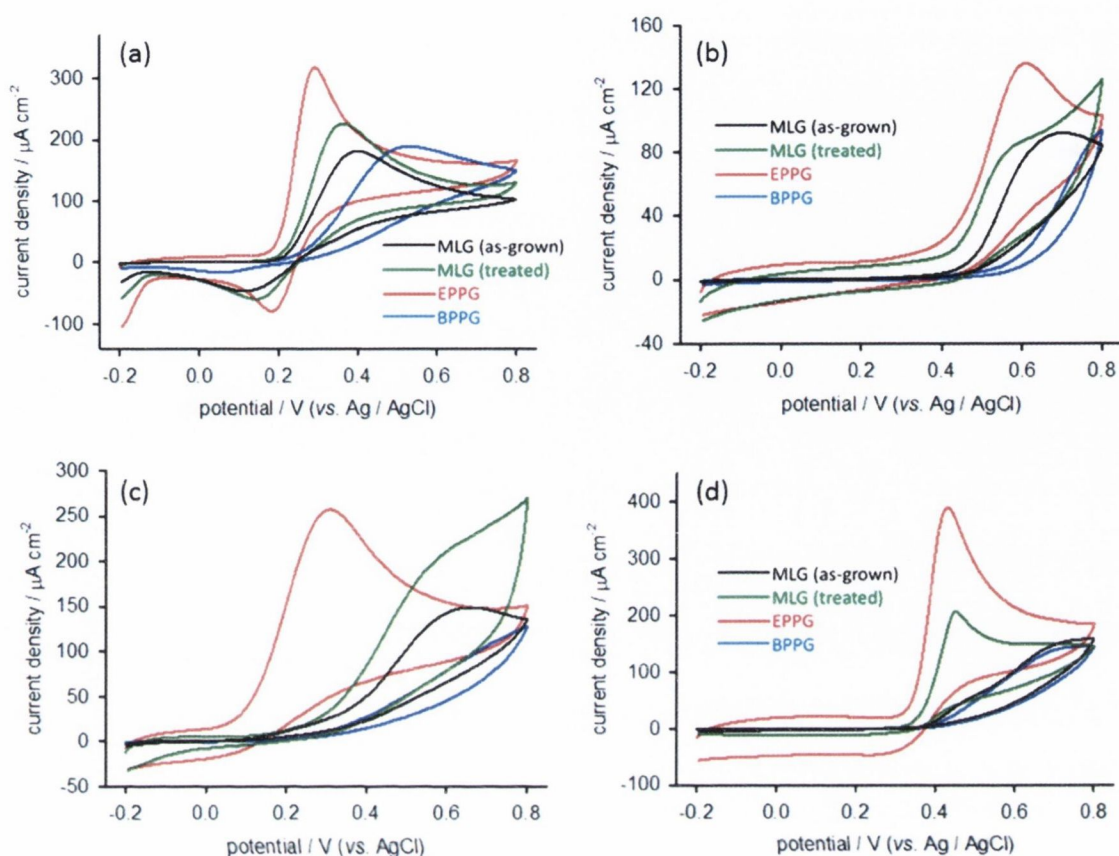 (a)
300
200
100
0
-100
current density / μA cm-2
MLG (as-grown)
MLG (treated)
EPPG
BPPG
-0.2 0.0 0.2 0.4 0.6 0.8
potential / V (vs. Ag / AgCl)
(b)
160
120
80
40
0
-40
current density / μA cm-2
MLG (as-grown)
MLG (treated)
EPPG
BPPG
-0.2 0.0 0.2 0.4 0.6 0.8
potential / V (vs. Ag / AgCl)
(c)
300
250
200
150
100
50
0
-50
current density / μA cm-2
-0.2 0.0 0.2 0.4 0.6 0.8
potential / V (vs. Ag / AgCl)
(d)
400
300
200
100
0
-100
current density / μA cm-2
MLG (as-grown)
MLG (treated)
EPPG
BPPG
-0.2 0.0 0.2 0.4 0.6 0.8
potential / V (vs. Ag / AgCl)